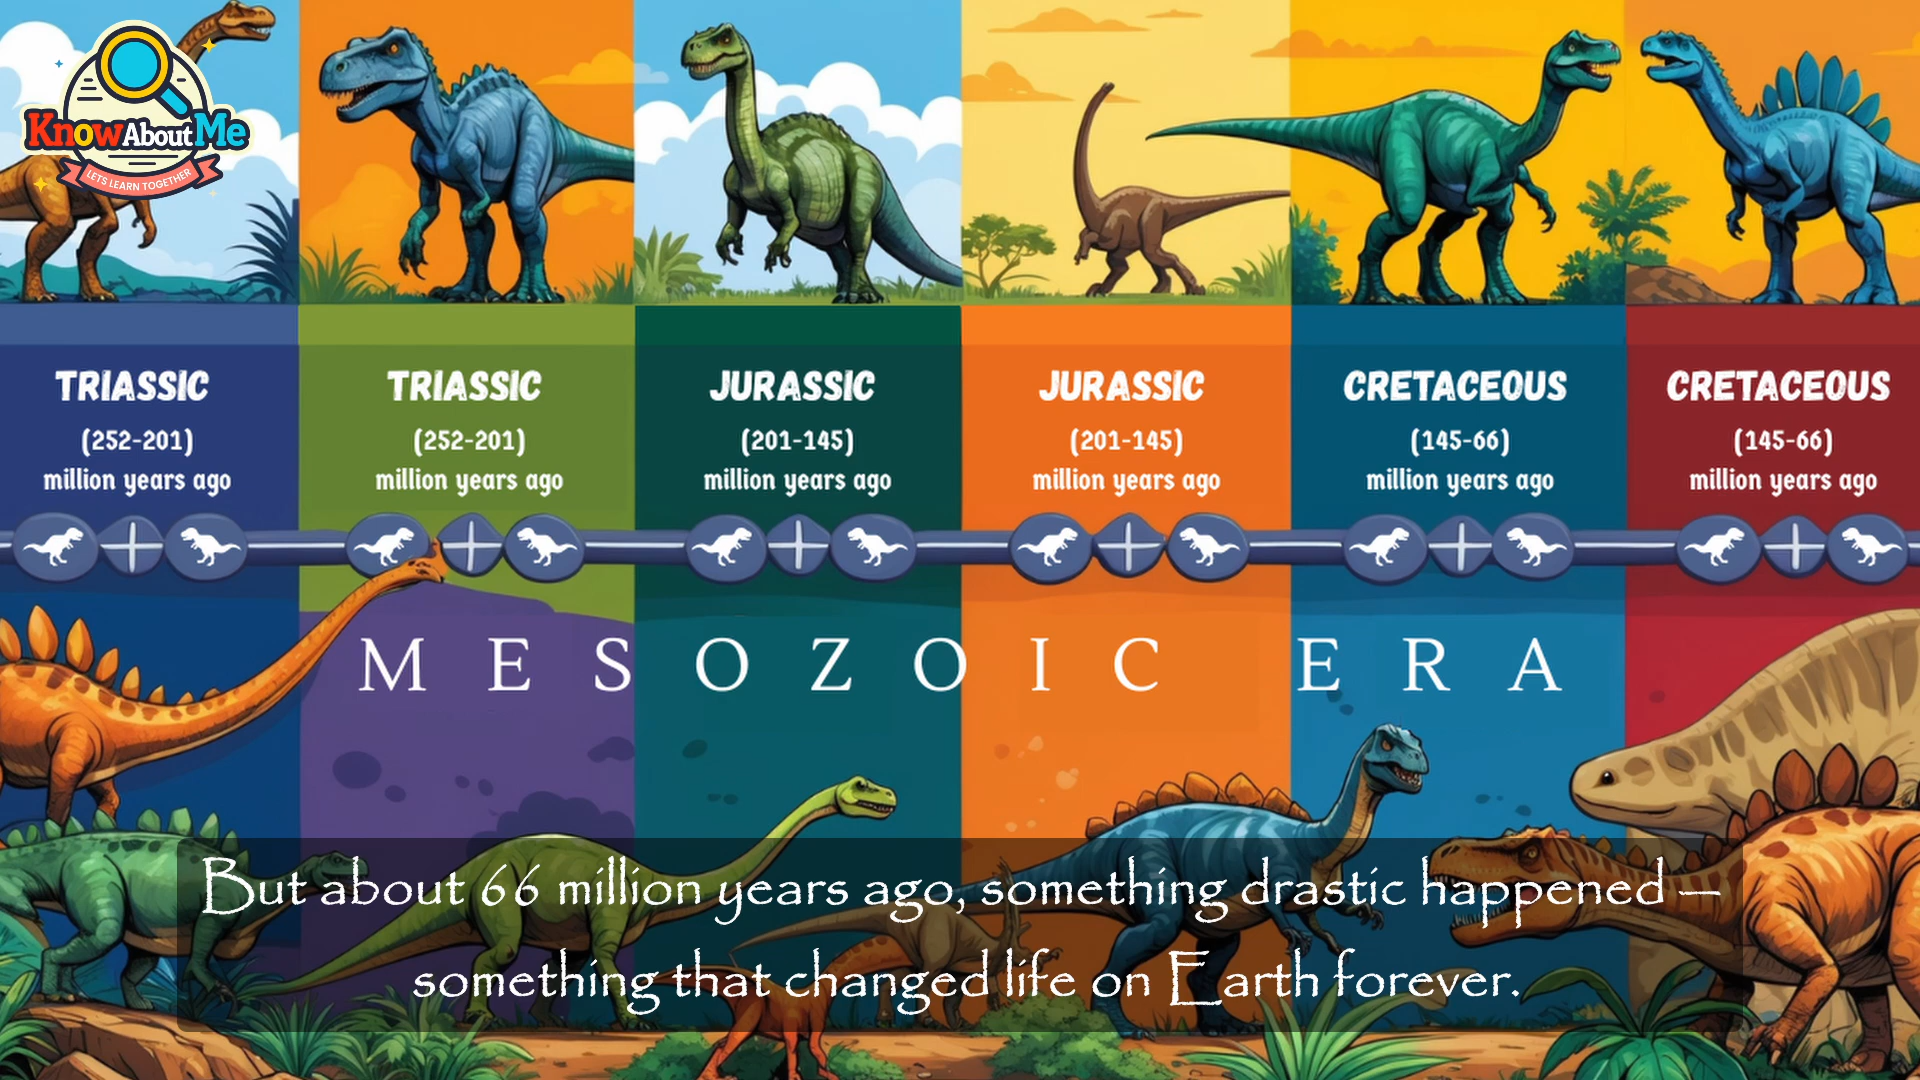 KnowAboutMe
LETS LEARN TOGETHER
TRIASSIC
(252-201)
million years ago
TRIASSIC
(252-201)
million years ago
JURASSIC
(201-145)
million years ago
JURASSIC
(201-145)
million years ago
CRETACEOUS
(145-66)
million years ago
CRETACEOUS
(145-66)
million years ago
MESOZOIC ERA
But about 66 million years ago, something drastic happened —
something that changed life on Earth forever.